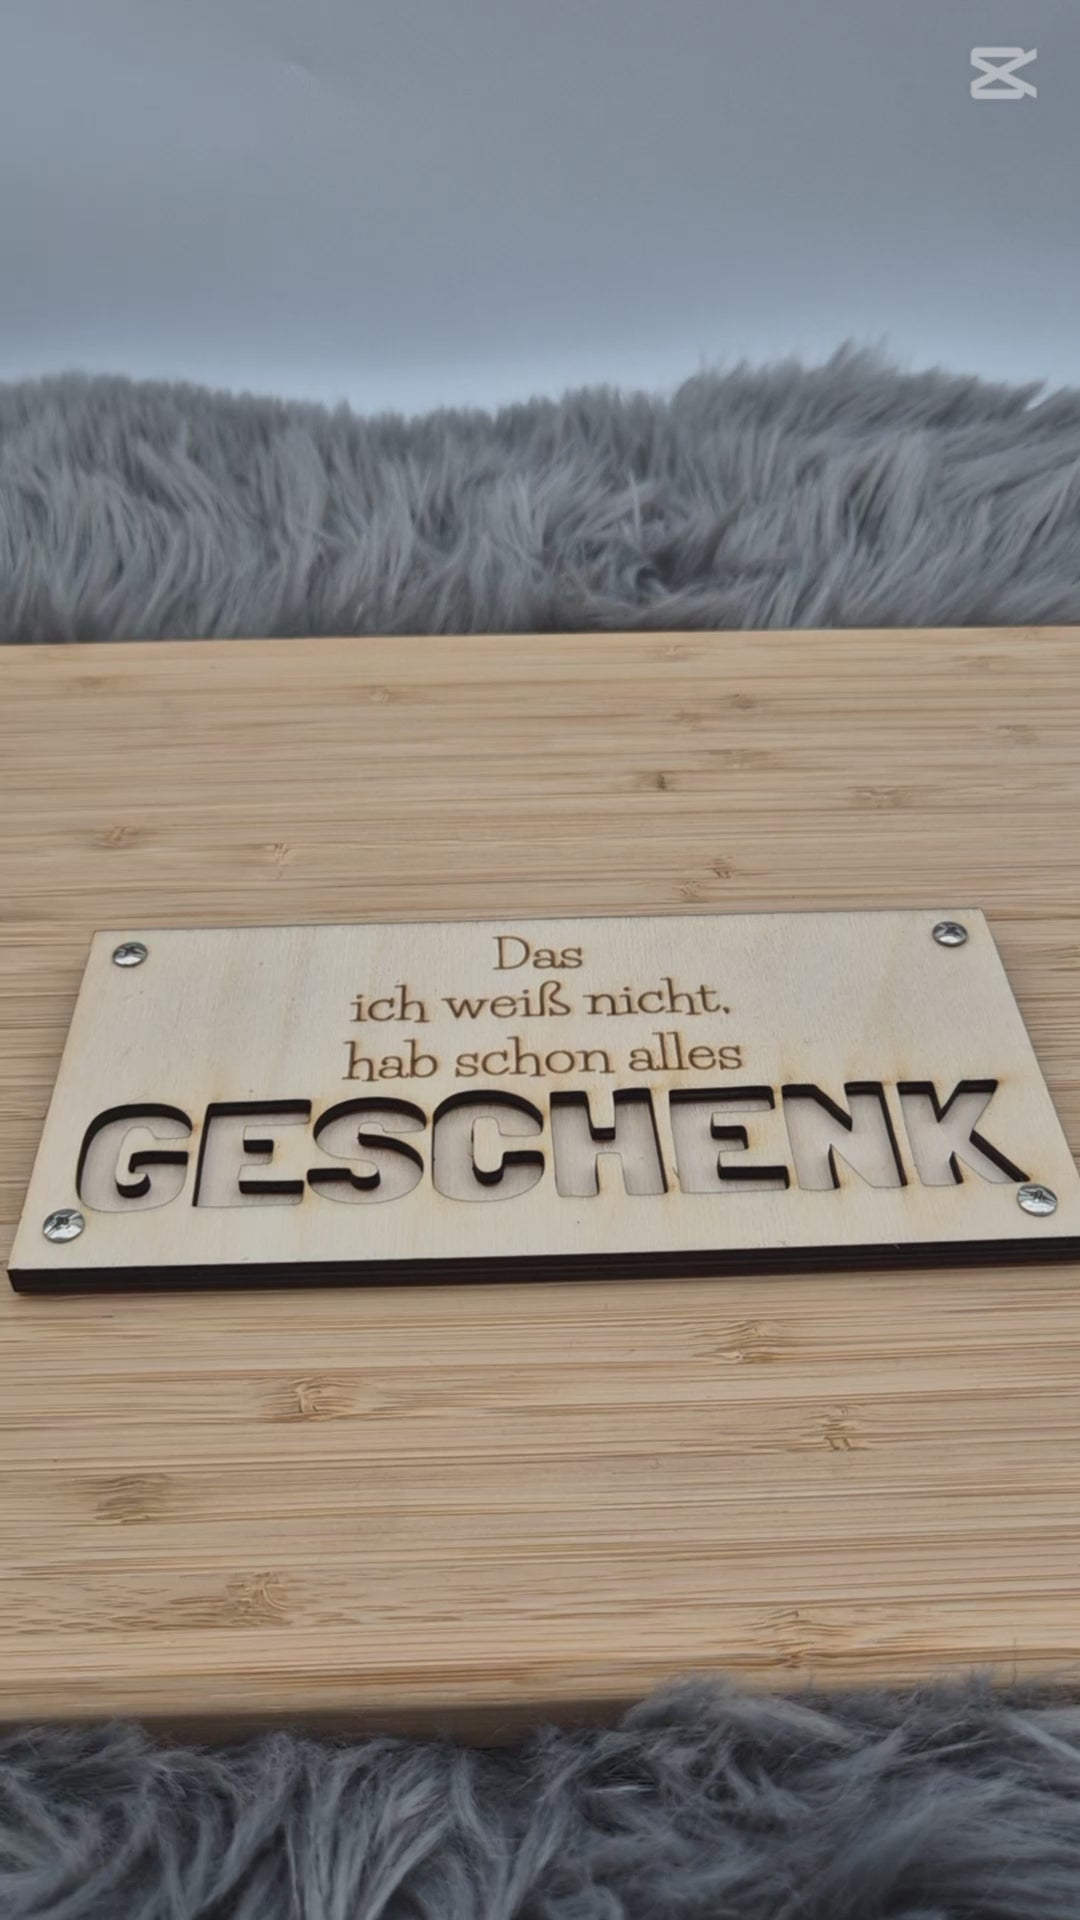 Das
ich weiß nicht,
hab schon alles
GESCHENK